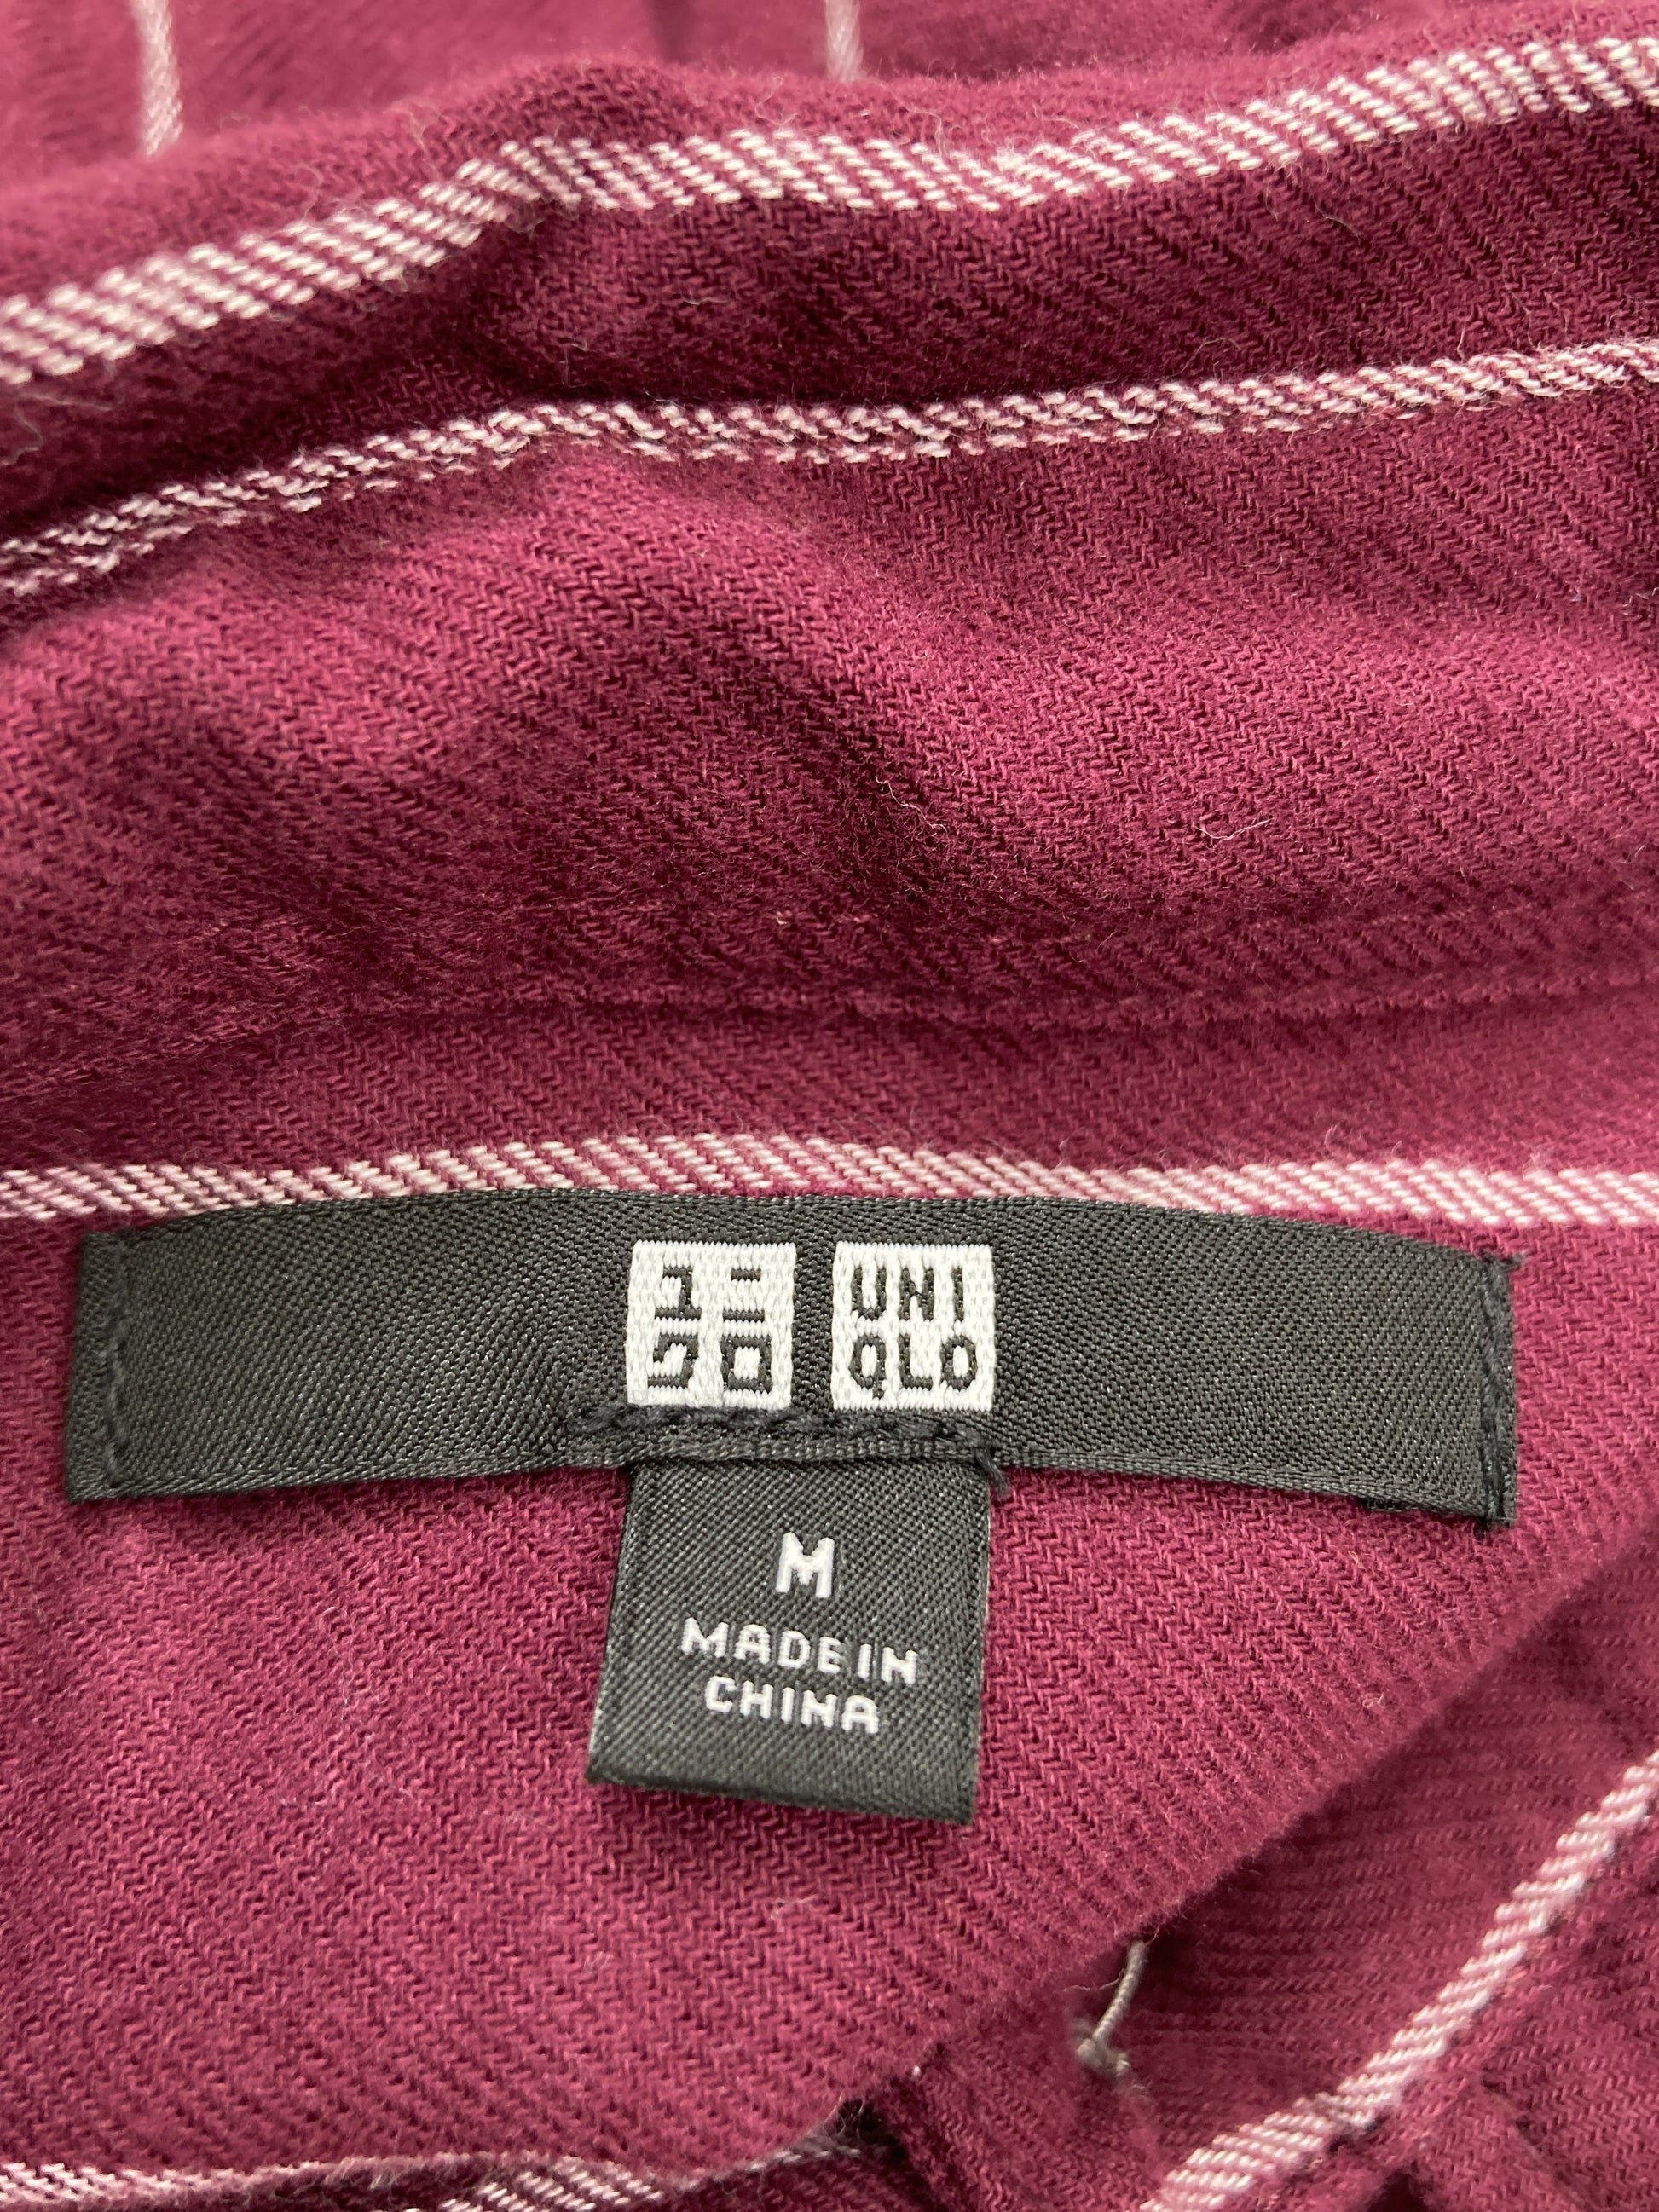 ユニ UNI
クロ QLO
M
MADE IN
CHINA